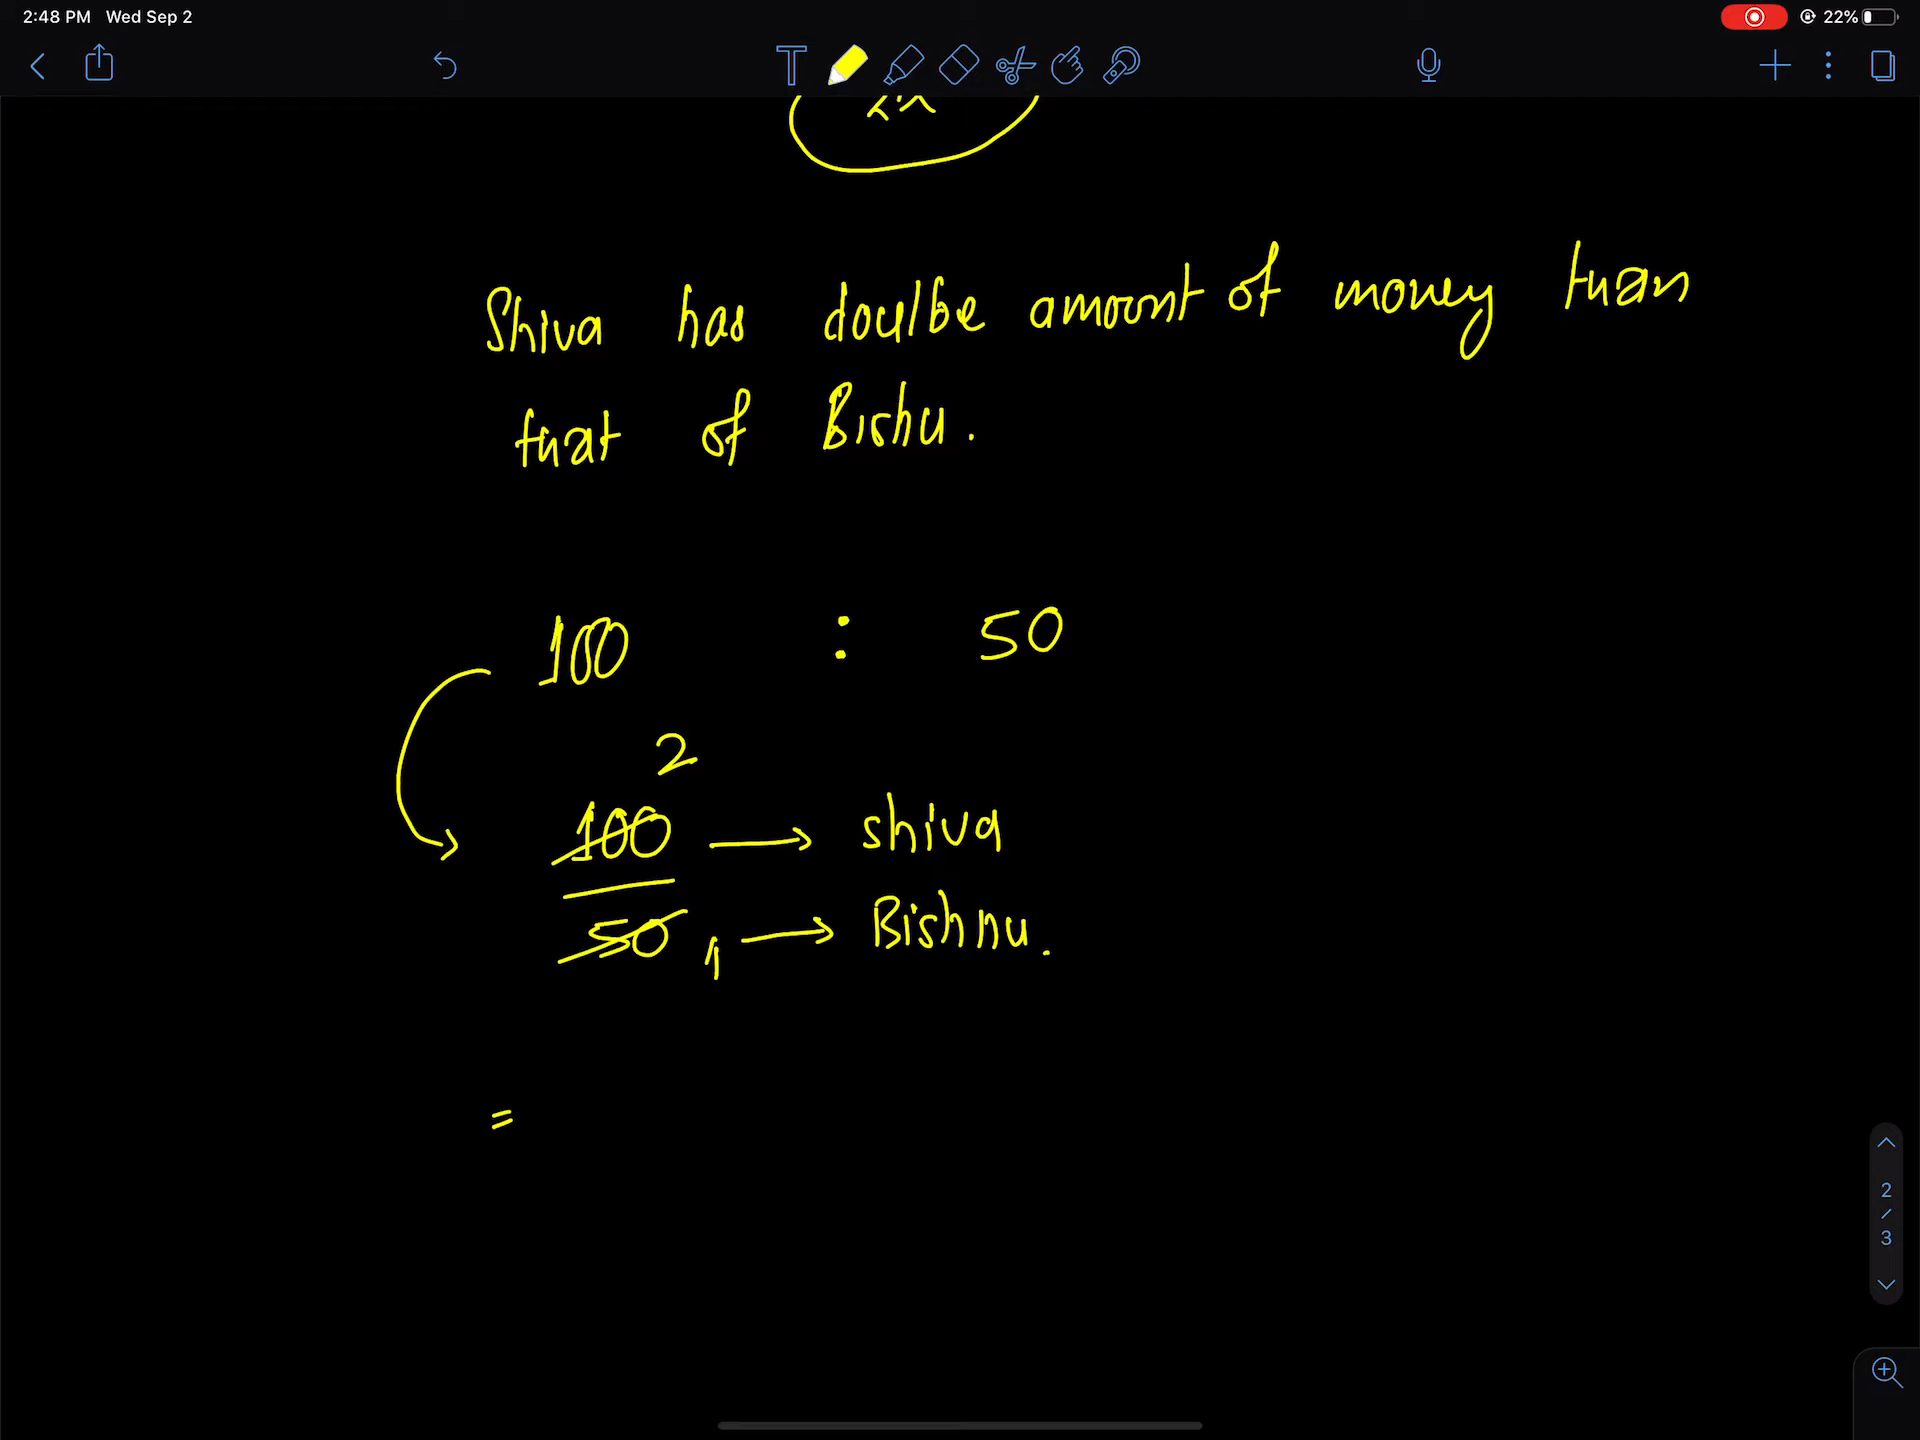 2:48 PM Wed Sep 2
22%
Shiva has doulbe amount of money than
that of Bishu.
100 : 50
2
100 → shiva
50 1 → Bishnu.
=
2
/
3